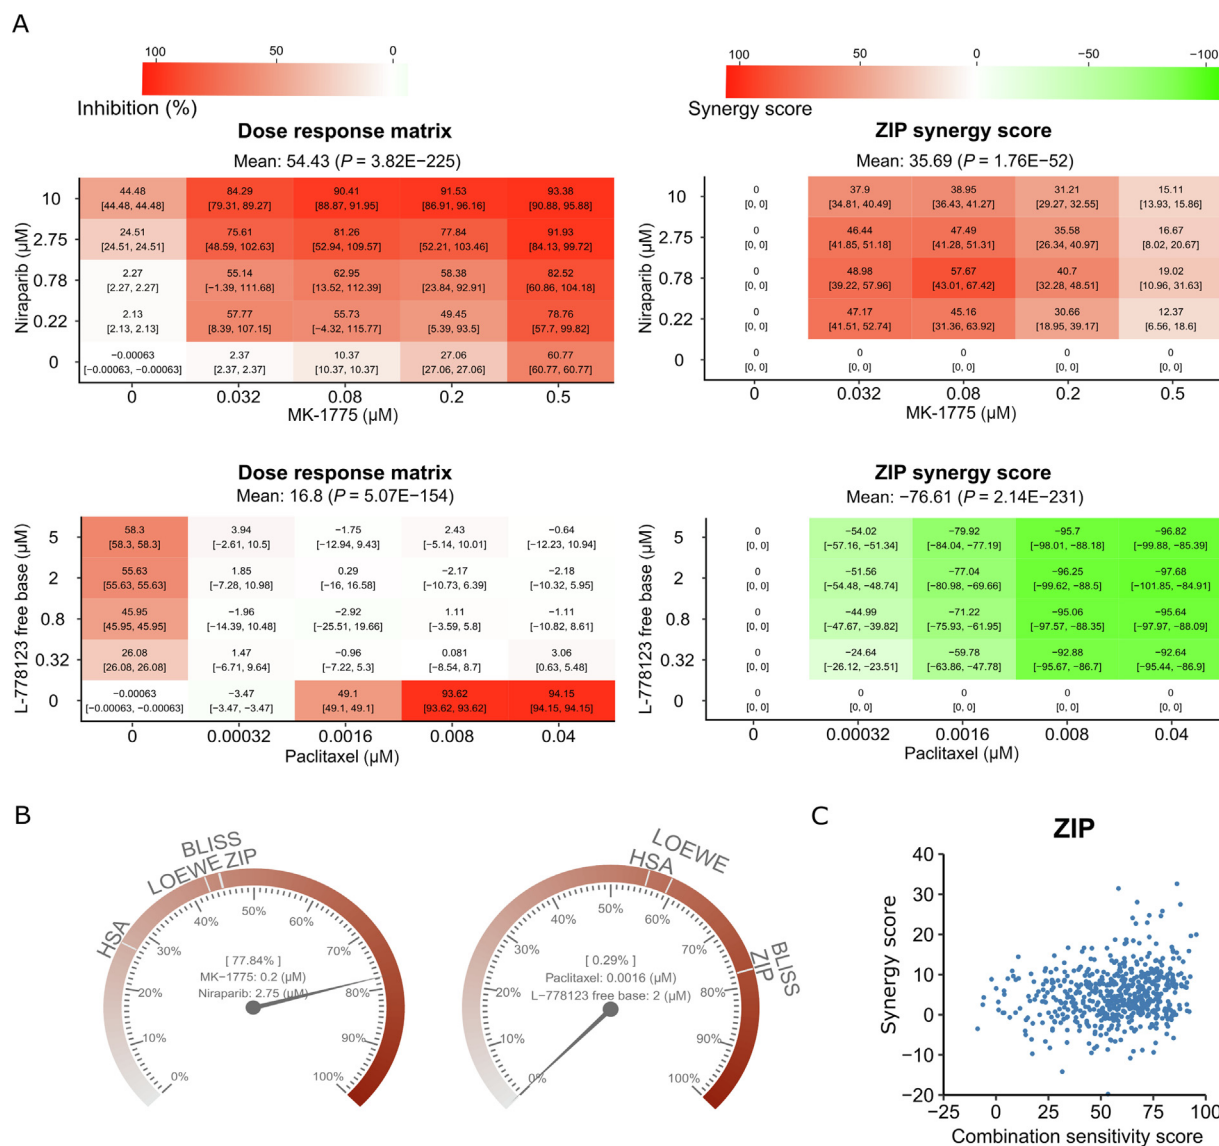 A
100 50 0
Inhibition (%)
100 50 0 −50 −100
Synergy score
Dose response matrix
Mean: 54.43 (P = 3.82E−225)
Niraparib (µM)
10
44.48 84.29 90.41 91.53 93.38
[44.48, 44.48] [79.31, 89.27] [88.87, 91.95] [86.91, 96.16] [90.88, 95.88]
2.75
24.51 75.61 81.26 77.84 91.93
[24.51, 24.51] [48.59, 102.63] [52.94, 109.57] [52.21, 103.46] [84.13, 99.72]
0.78
2.27 55.14 62.95 58.38 82.52
[2.27, 2.27] [−1.39, 111.68] [13.52, 112.39] [23.84, 92.91] [60.86, 104.18]
0.22
2.13 57.77 55.73 49.45 78.76
[2.13, 2.13] [8.39, 107.15] [−4.32, 115.77] [5.39, 93.5] [57.7, 99.82]
0
−0.00063 2.37 10.37 27.06 60.77
[−0.00063, −0.00063] [2.37, 2.37] [10.37, 10.37] [27.06, 27.06] [60.77, 60.77]
0 0.032 0.08 0.2 0.5
MK-1775 (µM)
ZIP synergy score
Mean: 35.69 (P = 1.76E−52)
Niraparib (µM)
10
0 37.9 38.95 31.21 15.11
[0, 0] [34.81, 40.49] [36.43, 41.27] [29.27, 32.55] [13.93, 15.86]
2.75
0 46.44 47.49 35.58 16.67
[0, 0] [41.85, 51.18] [41.28, 51.31] [26.34, 40.97] [8.02, 20.67]
0.78
0 48.98 57.67 40.7 19.02
[0, 0] [39.22, 57.96] [43.01, 67.42] [32.28, 48.51] [10.96, 31.63]
0.22
0 47.17 45.16 30.66 12.37
[0, 0] [41.51, 52.74] [31.36, 63.92] [18.95, 39.17] [6.56, 18.6]
0
0 0 0 0 0
[0, 0] [0, 0] [0, 0] [0, 0] [0, 0]
0 0.032 0.08 0.2 0.5
MK-1775 (µM)
Dose response matrix
Mean: 16.8 (P = 5.07E−154)
L-778123 free base (µM)
5
58.3 3.94 −1.75 2.43 −0.64
[58.3, 58.3] [−2.61, 10.5] [−12.94, 9.43] [−5.14, 10.01] [−12.23, 10.94]
2
55.63 1.85 0.29 −2.17 −2.18
[55.63, 55.63] [−7.28, 10.98] [−16, 16.58] [−10.73, 6.39] [−10.32, 5.95]
0.8
45.95 −1.96 −2.92 1.11 −1.11
[45.95, 45.95] [−14.39, 10.48] [−25.51, 19.66] [−3.59, 5.8] [−10.82, 8.61]
0.32
26.08 1.47 −0.96 0.081 3.06
[26.08, 26.08] [−6.71, 9.64] [−7.22, 5.3] [−8.54, 8.7] [0.63, 5.48]
0
−0.00063 −3.47 49.1 93.62 94.15
[−0.00063, −0.00063] [−3.47, −3.47] [49.1, 49.1] [93.62, 93.62] [94.15, 94.15]
0 0.00032 0.0016 0.008 0.04
Paclitaxel (µM)
ZIP synergy score
Mean: −76.61 (P = 2.14E−231)
L-778123 free base (µM)
5
0 −54.02 −79.92 −95.7 −96.82
[0, 0] [−57.16, −51.34] [−84.04, −77.19] [−98.01, −88.18] [−99.88, −85.39]
2
0 −51.56 −77.04 −96.25 −97.68
[0, 0] [−54.48, −48.74] [−80.98, −69.66] [−99.62, −88.5] [−101.85, −84.91]
0.8
0 −44.99 −71.22 −95.06 −95.64
[0, 0] [−47.67, −39.82] [−75.93, −61.95] [−97.57, −88.35] [−97.97, −88.09]
0.32
0 −24.64 −59.78 −92.88 −92.64
[0, 0] [−26.12, −23.51] [−63.86, −47.78] [−95.67, −86.7] [−95.44, −86.9]
0
0 0 0 0 0
[0, 0] [0, 0] [0, 0] [0, 0] [0, 0]
0 0.00032 0.0016 0.008 0.04
Paclitaxel (µM)
B
HSA
LOEWE
BLISS
ZIP
0%
10%
20%
30%
40%
50%
60%
70%
80%
90%
100%
[ 77.84% ]
MK−1775: 0.2 (µM)
Niraparib: 2.75 (µM)
HSA
LOEWE
BLISS
ZIP
0%
10%
20%
30%
40%
50%
60%
70%
80%
90%
100%
[ 0.29% ]
Paclitaxel: 0.0016 (µM)
L−778123 free base: 2 (µM)
C
ZIP
Synergy score
40
30
20
10
0
−10
−20
−25 0 25 50 75 100
Combination sensitivity score